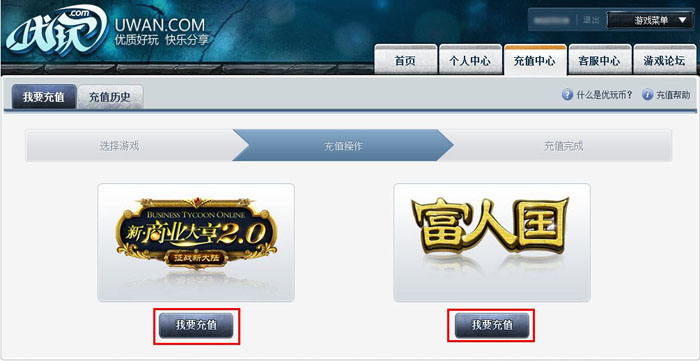 优玩.com
UWAN.COM
优质好玩 快乐分享
退出
游戏菜单
首页
个人中心
充值中心
客服中心
游戏论坛
我要充值
充值历史
什么是优玩币?
充值帮助
选择游戏
充值操作
充值完成
BUSINESS TYCOON ONLINE
新·商业大亨2.0
征战新大陆
富人国
我要充值
我要充值